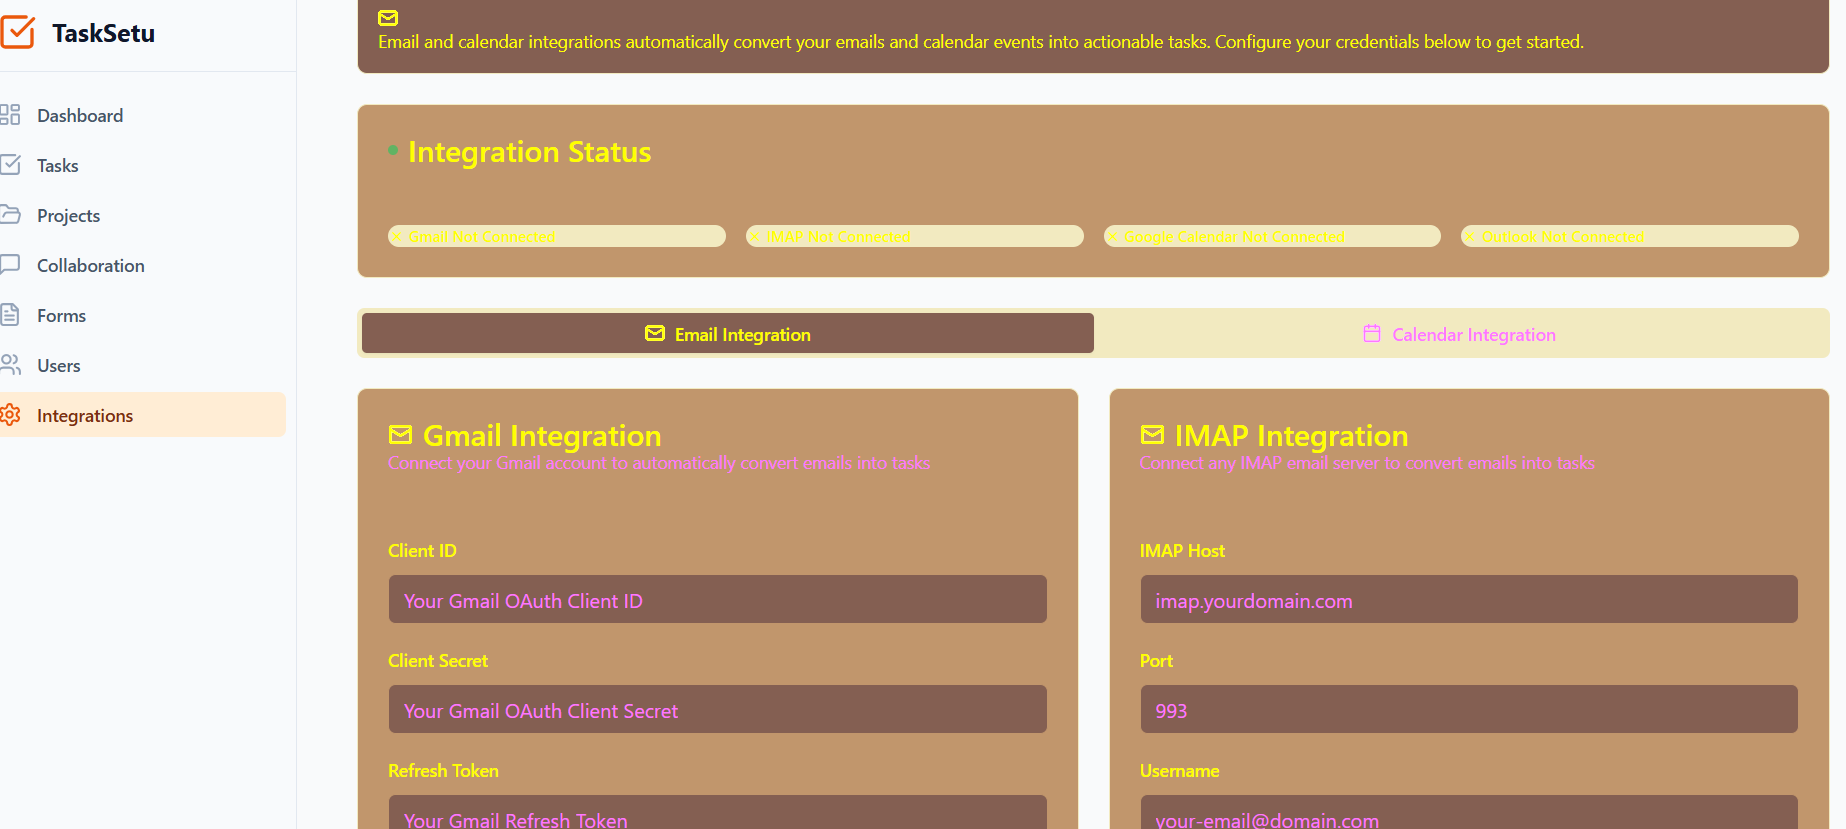 TaskSetu
Dashboard
Tasks
Projects
Collaboration
Forms
Users
Integrations
Email and calendar integrations automatically convert your emails and calendar events into actionable tasks. Configure your credentials below to get started.
Integration Status
Gmail Not Connected
IMAP Not Connected
Google Calendar Not Connected
Outlook Not Connected
Email Integration
Calendar Integration
Gmail Integration
Connect your Gmail account to automatically convert emails into tasks
Client ID
Your Gmail OAuth Client ID
Client Secret
Your Gmail OAuth Client Secret
Refresh Token
Your Gmail Refresh Token
IMAP Integration
Connect any IMAP email server to convert emails into tasks
IMAP Host
imap.yourdomain.com
Port
993
Username
your-email@domain.com